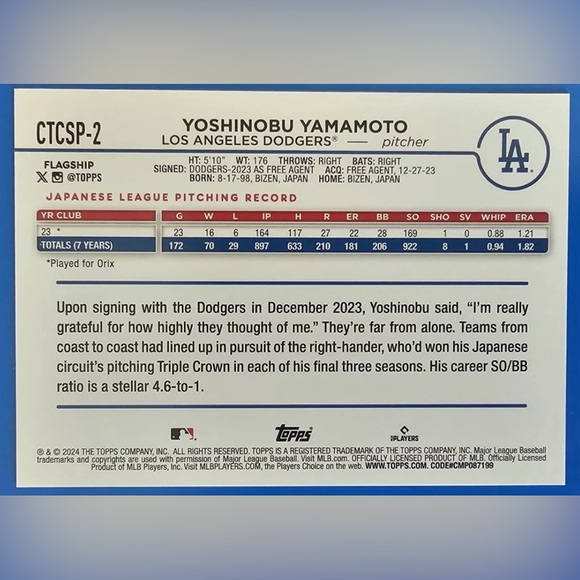 CTCSP-2
YOSHINOBU YAMAMOTO
LOS ANGELES DODGERS® — pitcher
LA
FLAGSHIP
X @TOPPS
HT: 5'10" WT: 176 THROWS: RIGHT BATS: RIGHT
SIGNED: DODGERS-2023 AS FREE AGENT ACQ: FREE AGENT, 12-27-23
BORN: 8-17-98, BIZEN, JAPAN HOME: BIZEN, JAPAN
JAPANESE LEAGUE PITCHING RECORD
YR CLUB G W L IP H R ER BB SO SHO SV WHIP ERA
23 * 23 16 6 164 117 27 22 28 169 1 0 0.88 1.21
TOTALS (7 YEARS) 172 70 29 897 633 210 181 206 922 8 1 0.94 1.82
*Played for Orix
Upon signing with the Dodgers in December 2023, Yoshinobu said, “I’m really
grateful for how highly they thought of me.” They’re far from alone. Teams from
coast to coast had lined up in pursuit of the right-hander, who’d won his Japanese
circuit’s pitching Triple Crown in each of his final three seasons. His career SO/BB
ratio is a stellar 4.6-to-1.
Topps
PLAYERS
® & © 2024 THE TOPPS COMPANY, INC. ALL RIGHTS RESERVED. TOPPS IS A REGISTERED TRADEMARK OF THE TOPPS COMPANY, INC. Major League Baseball
trademarks and copyrights are used with permission of Major League Baseball. Visit MLB.com. OFFICIALLY LICENSED PRODUCT OF MLB. Officially Licensed
Product of MLB Players, Inc. Visit MLBPLAYERS.COM, the Players Choice on the web. WWW.TOPPS.COM. CODE#CMP087199